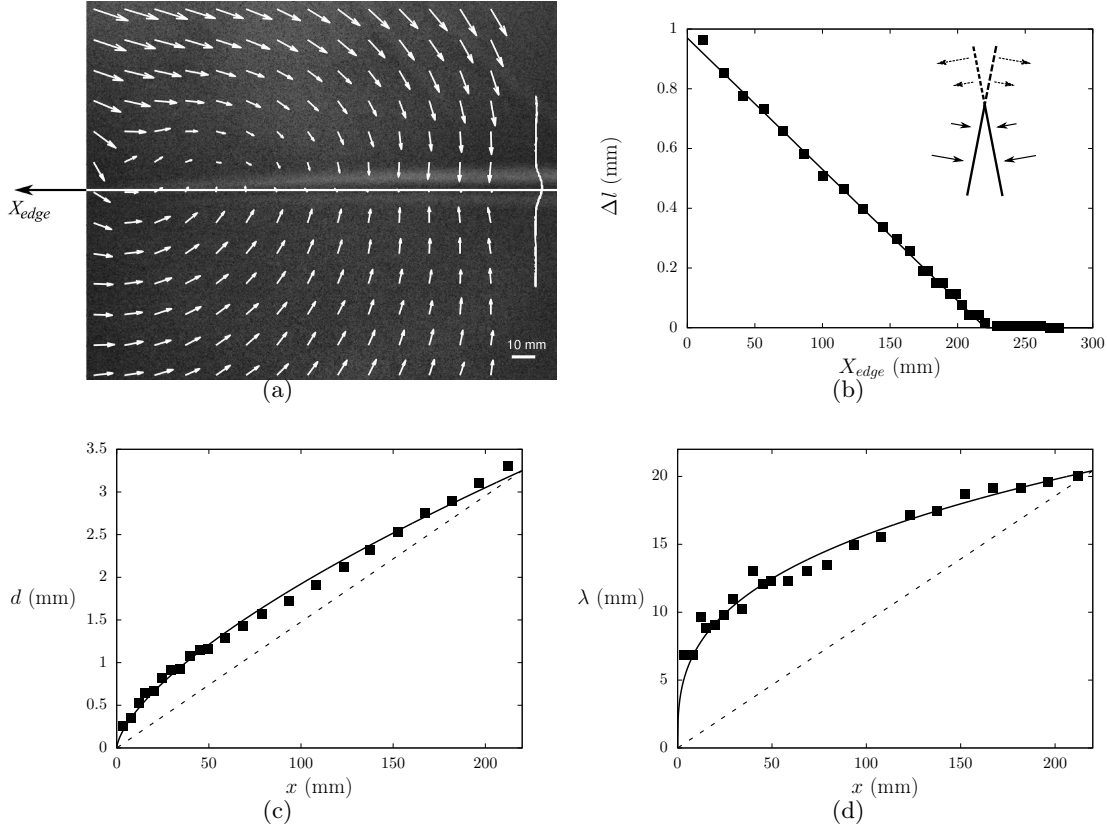 X_edge
10 mm
(a)
1
0.8
0.6
0.4
0.2
0
Δl (mm)
0 50 100 150 200 250 300
X_edge (mm)
(b)
3.5
3
2.5
2
1.5
1
0.5
0
d (mm)
0 50 100 150 200
x (mm)
(c)
20
15
10
5
0
λ (mm)
0 50 100 150 200
x (mm)
(d)